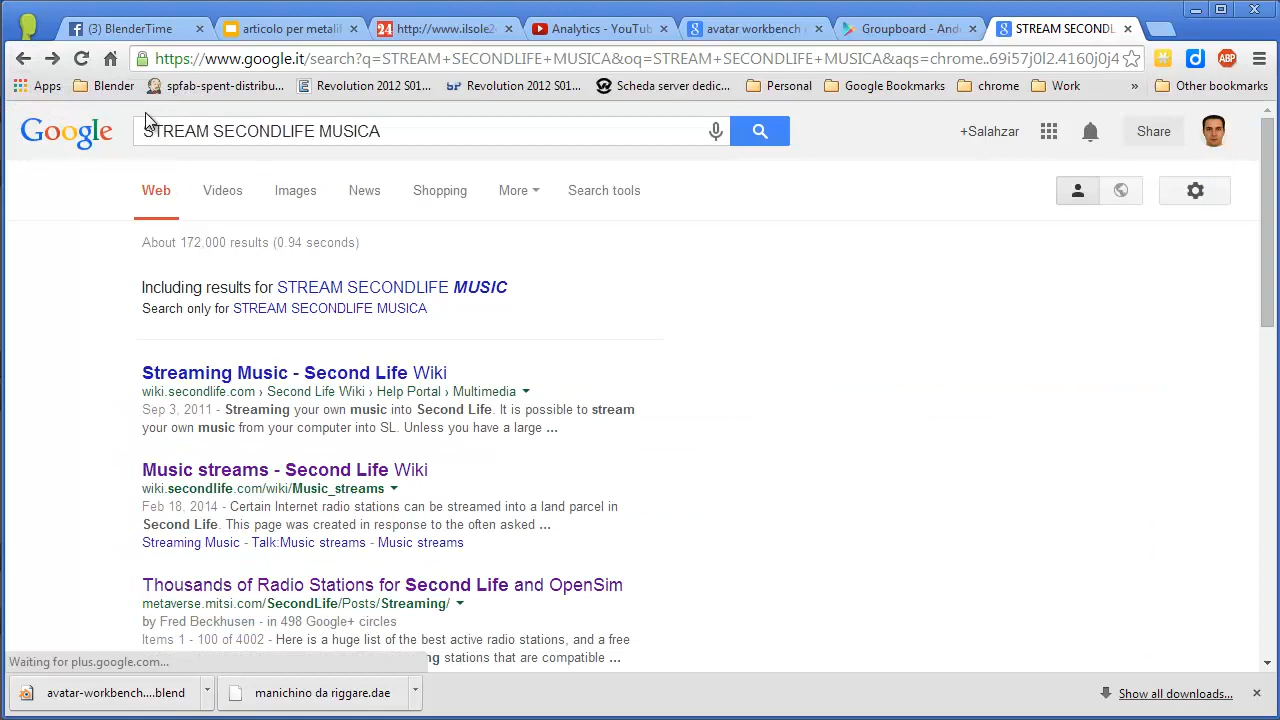 (3) BlenderTime
articolo per metalif
24 http://www.ilsole24
Analytics - YouTub
avatar workbench
Groupboard - And
STREAM SECONDL
https://www.google.it/search?q=STREAM+SECONDLIFE+MUSICA&oq=STREAM+SECONDLIFE+MUSICA&aqs=chrome..69i57j0l2.4160j0j4
ABP
Apps
Blender
spfab-spent-distribu...
Revolution 2012 S01...
bp Revolution 2012 S01...
Scheda server dedic...
Personal
Google Bookmarks
chrome
Work
»
Other bookmarks
Google
STREAM SECONDLIFE MUSICA
+Salahzar
Share
Web
Videos
Images
News
Shopping
More
Search tools
About 172,000 results (0.94 seconds)
Including results for STREAM SECONDLIFE MUSIC
Search only for STREAM SECONDLIFE MUSICA
Streaming Music - Second Life Wiki
wiki.secondlife.com › Second Life Wiki › Help Portal › Multimedia
Sep 3, 2011 - Streaming your own music into Second Life. It is possible to stream
your own music from your computer into SL. Unless you have a large ...
Music streams - Second Life Wiki
wiki.secondlife.com/wiki/Music_streams
Feb 18, 2014 - Certain Internet radio stations can be streamed into a land parcel in
Second Life. This page was created in response to the often asked ...
Streaming Music - Talk:Music streams - Music streams
Thousands of Radio Stations for Second Life and OpenSim
metaverse.mitsi.com/SecondLife/Posts/Streaming/
by Fred Beckhusen - in 498 Google+ circles
Items 1 - 100 of 4002 - Here is a huge list of the best active radio stations, and a free
ng stations that are compatible ...
Waiting for plus.google.com...
avatar-workbench....blend
manichino da riggare.dae
Show all downloads...